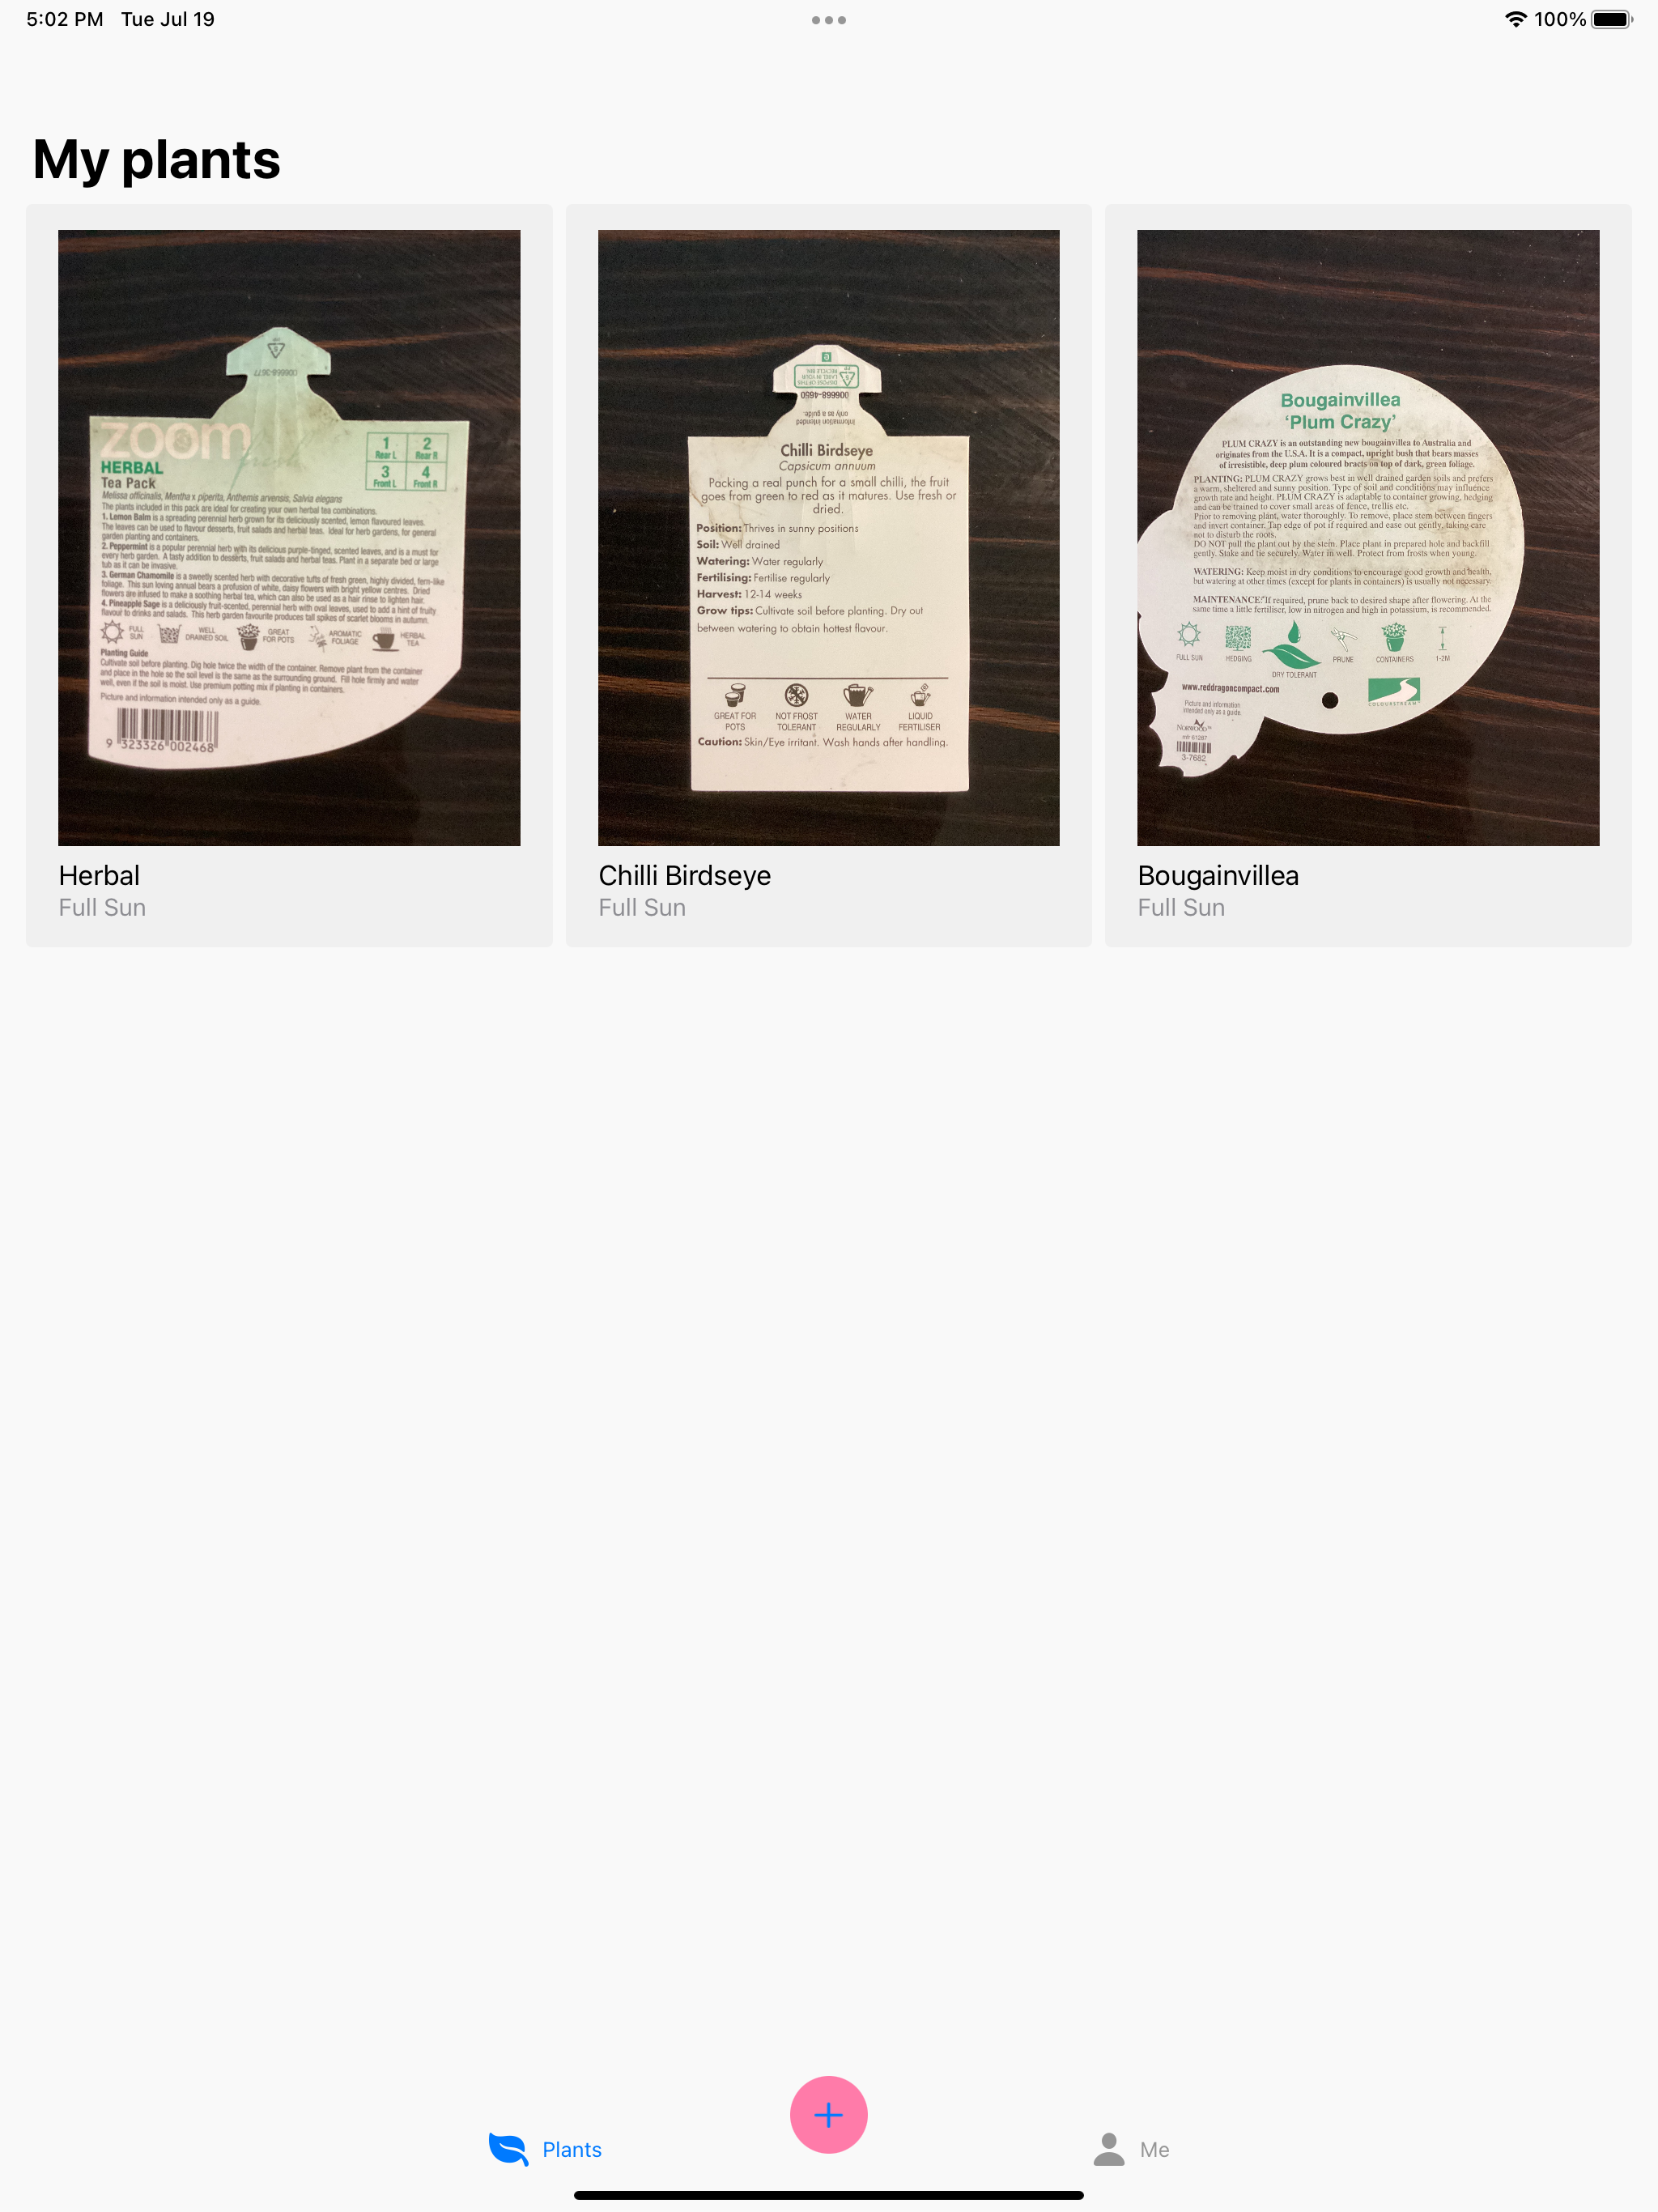 5:02 PM Tue Jul 19
100%
My plants
006668-3677
zoom
fresh
HERBAL
Tea Pack
1 Rear L
2 Rear R
3 Front L
4 Front R
Melissa officinalis, Mentha x piperita, Anthemis arvensis, Salvia elegans
The plants included in this pack are ideal for creating your own herbal tea combinations.
1. Lemon Balm is a spreading perennial herb grown for its deliciously scented, lemon flavoured leaves.
The leaves can be used to flavour desserts, fruit salads and herbal teas. Ideal for herb gardens, for general
garden planting and containers.
2. Peppermint is a popular perennial herb with its delicious purple-tinged, scented leaves, and is a must for
every herb garden. A tasty addition to desserts, fruit salads and herbal teas. Plant in a separate bed or large
tub as it can be invasive.
3. German Chamomile is a sweetly scented herb with decorative tufts of fresh green, highly divided, fern-like
foliage. This sun loving annual bears a profusion of white, daisy flowers with bright yellow centres. Dried
flowers are infused to make a soothing herbal tea, which can also be used as a hair rinse to lighten hair.
4. Pineapple Sage is a deliciously fruit-scented, perennial herb with oval leaves, used to add a hint of fruity
flavour to drinks and salads. This herb garden favourite produces tall spikes of scarlet blooms in autumn.
FULL SUN
WELL DRAINED SOIL
GREAT FOR POTS
AROMATIC FOLIAGE
HERBAL TEA
Planting Guide
Cultivate soil before planting. Dig hole twice the width of the container. Remove plant from the container
and place in the hole so the soil level is the same as the surrounding ground. Fill hole firmly and water
well, even if the soil is moist. Use premium potting mix if planting in containers.
Picture and information intended only as a guide.
9 323326 002468
Herbal
Full Sun
DISPOSE OF THIS
LABEL IN YOUR
RECYCLE BIN
006668-4650
Information intended
only as a guide.
Chilli Birdseye
Capsicum annuum
Packing a real punch for a small chilli, the fruit
goes from green to red as it matures. Use fresh or
dried.
Position: Thrives in sunny positions
Soil: Well drained
Watering: Water regularly
Fertilising: Fertilise regularly
Harvest: 12-14 weeks
Grow tips: Cultivate soil before planting. Dry out
between watering to obtain hottest flavour.
GREAT FOR POTS
NOT FROST TOLERANT
WATER REGULARLY
LIQUID FERTILISER
Caution: Skin/Eye irritant. Wash hands after handling.
Chilli Birdseye
Full Sun
Bougainvillea
'Plum Crazy'
PLUM CRAZY is an outstanding new bougainvillea to Australia and
originates from the U.S.A. It is a compact, upright bush that bears masses
of irresistible, deep plum coloured bracts on top of dark, green foliage.
PLANTING: PLUM CRAZY grows best in well drained garden soils and prefers
a warm, sheltered and sunny position. Type of soil and conditions may influence
growth rate and height. PLUM CRAZY is adaptable to container growing, hedging
and can be trained to cover small areas of fence, trellis etc.
Prior to removing plant, water thoroughly. To remove, place stem between fingers
and invert container. Tap edge of pot if required and ease out gently, taking care
not to disturb the roots.
DO NOT pull the plant out by the stem. Place plant in prepared hole and backfill
gently. Stake and tie securely. Water in well. Protect from frosts when young.
WATERING: Keep moist in dry conditions to encourage good growth and health,
but watering at other times (except for plants in containers) is usually not necessary.
MAINTENANCE: If required, prune back to desired shape after flowering. At the
same time a little fertiliser, low in nitrogen and high in potassium, is recommended.
FULL SUN
HEDGING
DRY TOLERANT
PRUNE
CONTAINERS
1-2M
www.reddragoncompact.com
COLOURSTREAM
Picture and information
intended only as a guide.
NORWOOD™
mfr 61287
3-7682
Bougainvillea
Full Sun
Plants
Me